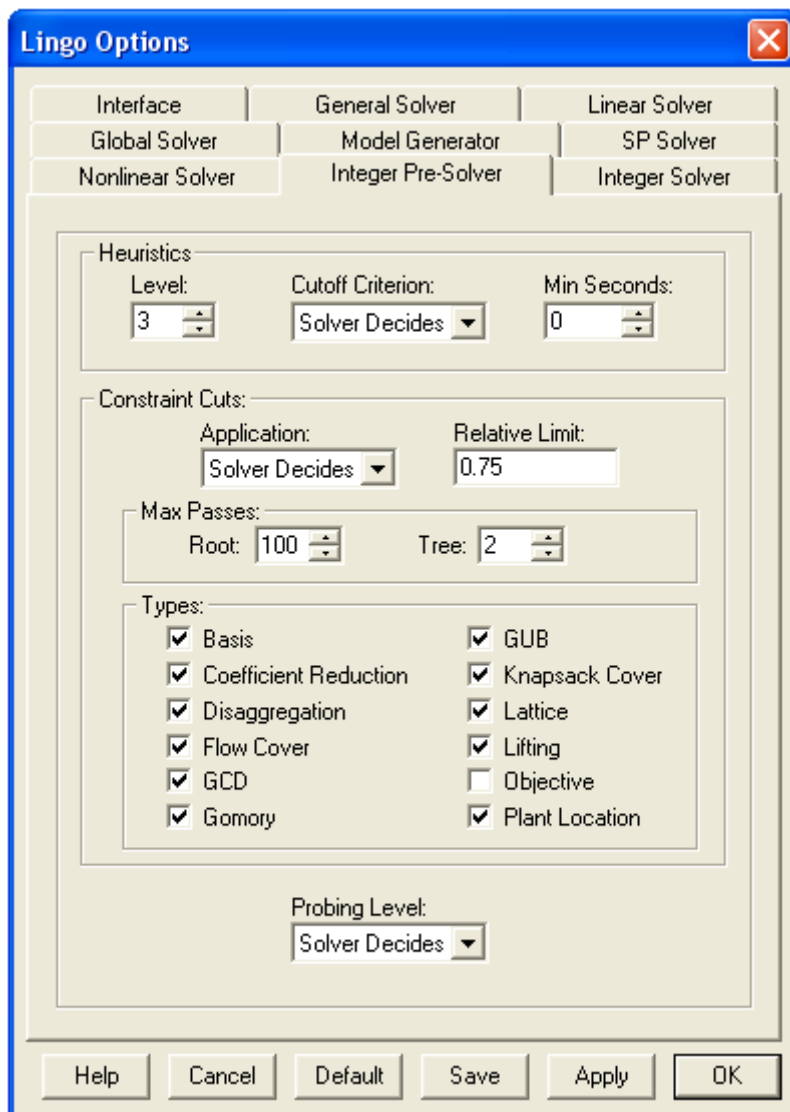 Lingo Options
Interface General Solver Linear Solver
Global Solver Model Generator SP Solver
Nonlinear Solver Integer Pre-Solver Integer Solver
Heuristics
Level: Cutoff Criterion: Min Seconds:
3 Solver Decides 0
Constraint Cuts:
Application: Relative Limit:
Solver Decides 0.75
Max Passes:
Root: 100 Tree: 2
Types:
Basis GUB
Coefficient Reduction Knapsack Cover
Disaggregation Lattice
Flow Cover Lifting
GCD Objective
Gomory Plant Location
Probing Level:
Solver Decides
Help Cancel Default Save Apply OK